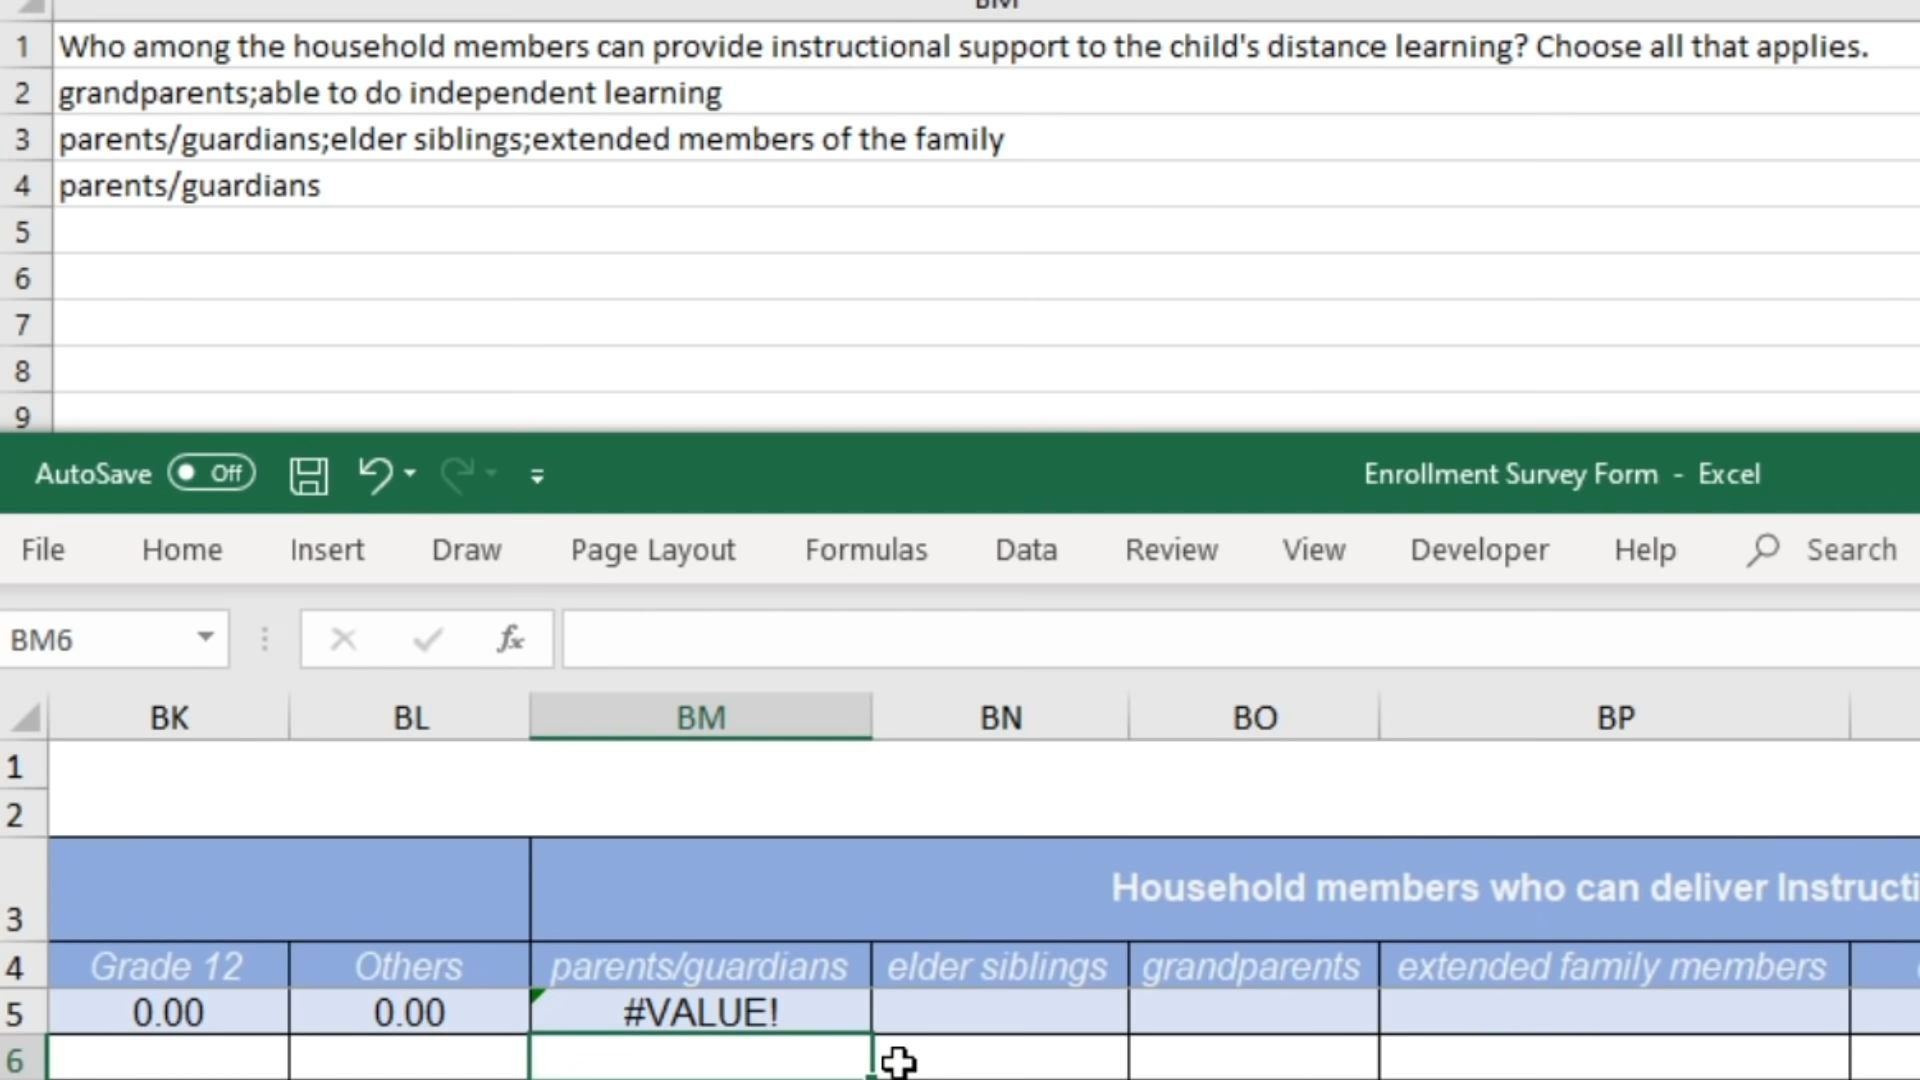 BM
1 Who among the household members can provide instructional support to the child's distance learning? Choose all that applies.
2 grandparents;able to do independent learning
3 parents/guardians;elder siblings;extended members of the family
4 parents/guardians
5
6
7
8
9
AutoSave Off Enrollment Survey Form - Excel
File Home Insert Draw Page Layout Formulas Data Review View Developer Help Search
BM6 fx
BK BL BM BN BO BP
1
2
3 Household members who can deliver Instructi
4 Grade 12 Others parents/guardians elder siblings grandparents extended family members
5 0.00 0.00 #VALUE!
6